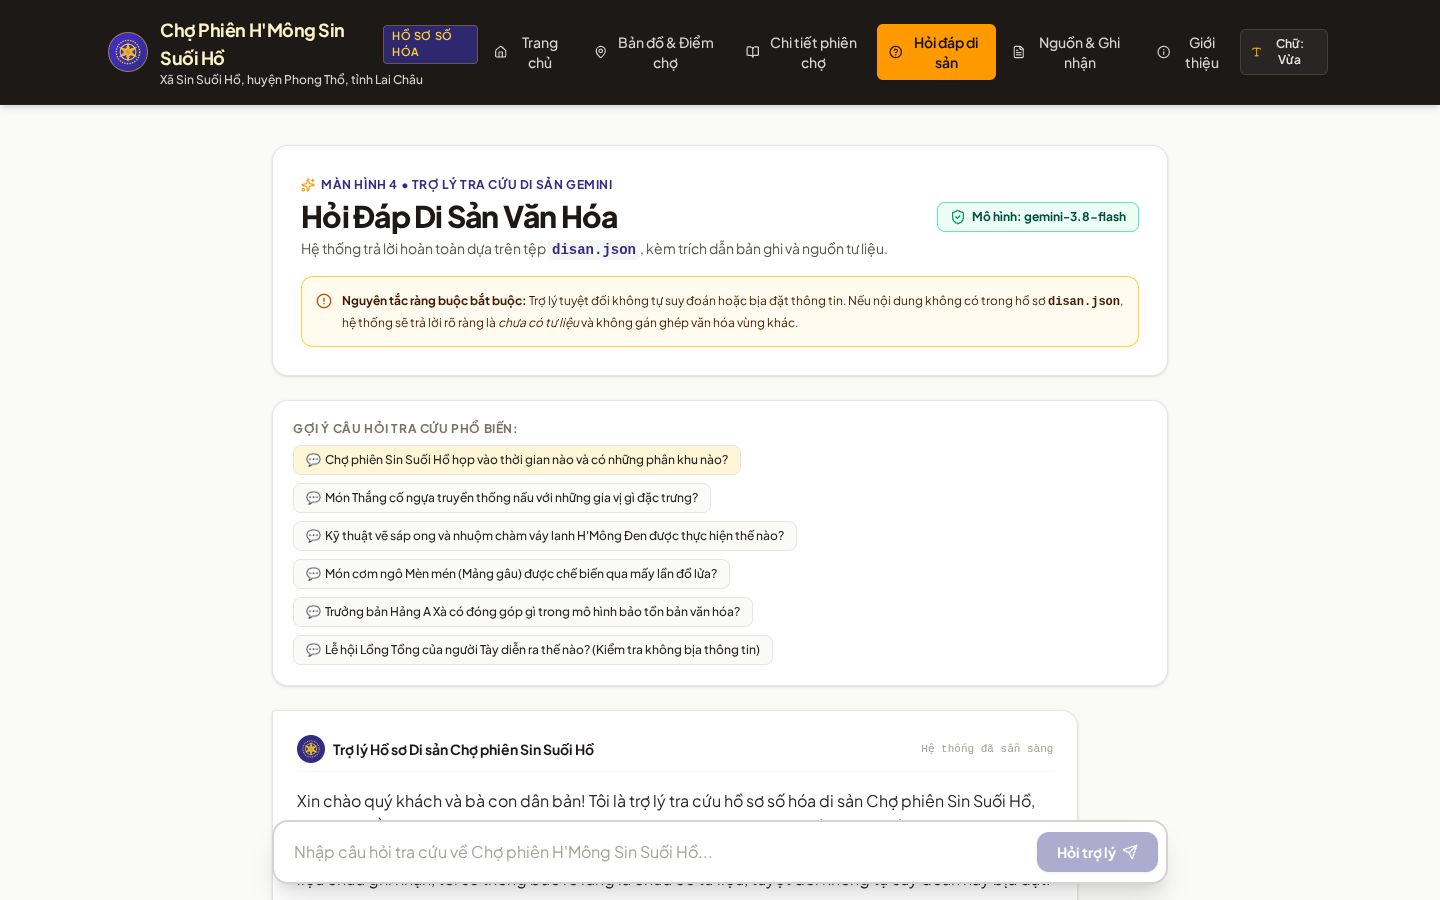 Chợ Phiên H'Mông Sin
Suối Hồ
Xã Sin Suối Hồ, huyện Phong Thổ, tỉnh Lai Châu
HỒ SƠ SỐ
HÓA
Trang
chủ
Bản đồ & Điểm
chợ
Chi tiết phiên
chợ
Hỏi đáp di
sản
Nguồn & Ghi
nhận
Giới
thiệu
Chữ:
Vừa
MÀN HÌNH 4 ● TRỢ LÝ TRA CỨU DI SẢN GEMINI
Hỏi Đáp Di Sản Văn Hóa
Mô hình: gemini-3.8-flash
Hệ thống trả lời hoàn toàn dựa trên tệp disan.json, kèm trích dẫn bản ghi và nguồn tư liệu.
Nguyên tắc ràng buộc bắt buộc: Trợ lý tuyệt đối không tự suy đoán hoặc bịa đặt thông tin. Nếu nội dung không có trong hồ sơ disan.json,
hệ thống sẽ trả lời rõ ràng là chưa có tư liệu và không gán ghép văn hóa vùng khác.
GỢI Ý CÂU HỎI TRA CỨU PHỔ BIẾN:
💬 Chợ phiên Sin Suối Hồ họp vào thời gian nào và có những phân khu nào?
💬 Món Thắng cố ngựa truyền thống nấu với những gia vị gì đặc trưng?
💬 Kỹ thuật vẽ sáp ong và nhuộm chàm váy lanh H'Mông Đen được thực hiện thế nào?
💬 Món cơm ngô Mèn mén (Mảng gâu) được chế biến qua mấy lần đồ lửa?
💬 Trưởng bản Hảng A Xà có đóng góp gì trong mô hình bảo tồn bản văn hóa?
💬 Lễ hội Lồng Tồng của người Tày diễn ra thế nào? (Kiểm tra không bịa thông tin)
Trợ lý Hồ sơ Di sản Chợ phiên Sin Suối Hồ
Hệ thống đã sẵn sàng
Xin chào quý khách và bà con dân bản! Tôi là trợ lý tra cứu hồ sơ số hóa di sản Chợ phiên Sin Suối Hồ,
Nhập câu hỏi tra cứu về Chợ phiên H'Mông Sin Suối Hồ...
Hỏi trợ lý